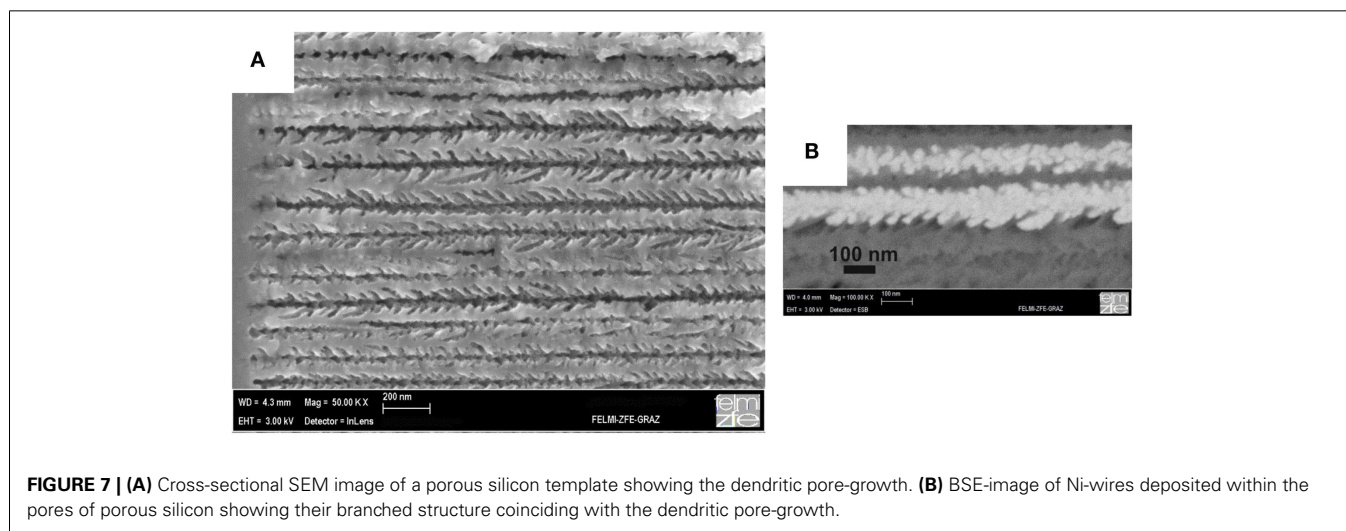 A
B
100 nm
WD = 4.3 mm Mag = 50.00 K X 200 nm
EHT = 3.00 kV Detector = InLens FELMI-ZFE-GRAZ
felmi
zfe
WD = 4.0 mm Mag = 100.00 K X 100 nm
EHT = 3.00 kV Detector = ESB FELMI-ZFE-GRAZ
felmi
zfe
FIGURE 7 | (A) Cross-sectional SEM image of a porous silicon template showing the dendritic pore-growth. (B) BSE-image of Ni-wires deposited within the
pores of porous silicon showing their branched structure coinciding with the dendritic pore-growth.